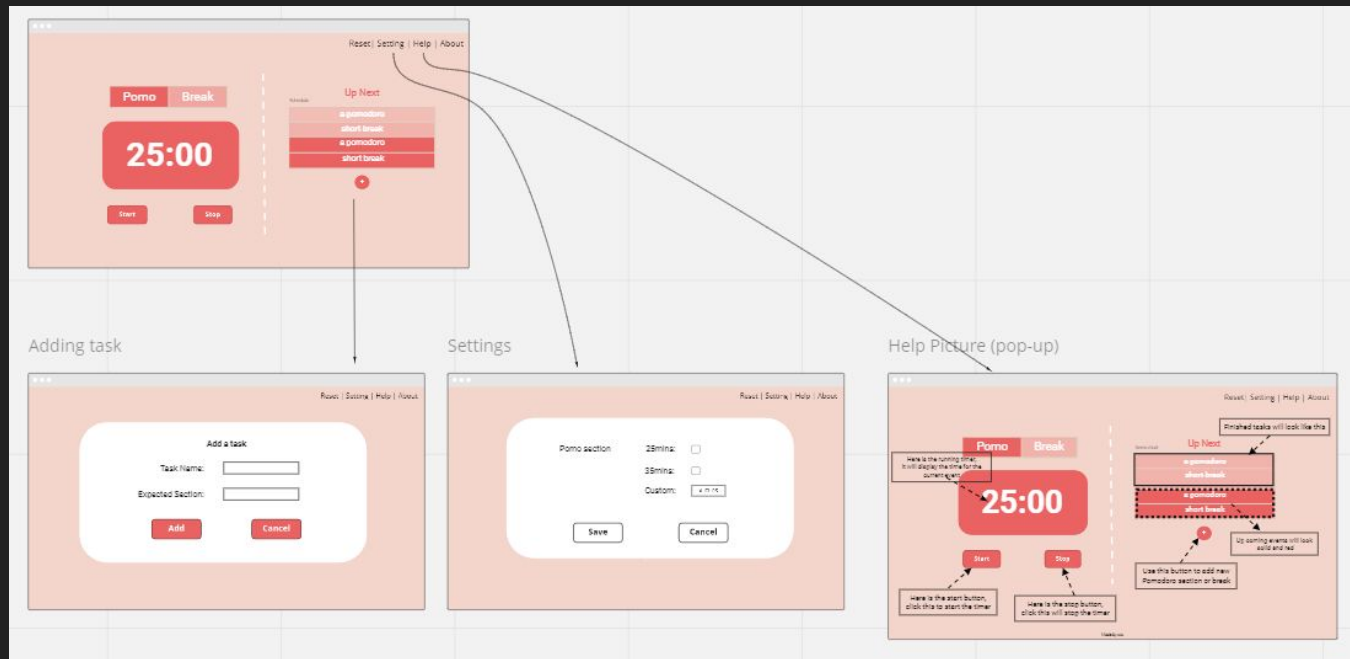 Reset | Setting | Help | About
Pomo Break
Up Next
a pomodoro
short break
a pomodoro
short break
25:00
+
Start Stop
Adding task
Reset | Setting | Help | About
Add a task
Task Name:
Expected Section:
Add Cancel
Settings
Reset | Setting | Help | About
Pomo section
25mins:
35mins:
Custom:
Save Cancel
Help Picture (pop-up)
Reset | Setting | Help | About
Finished tasks will look like this
Pomo Break
Up Next
Here is the running timer,
it will display the time for the
current event
a pomodoro
short break
a pomodoro
short break
25:00
+
Up coming events will look
solid and red
Start Stop
Use this button to add new
Pomodoro section or break
Here is the start button,
click this to start the timer
Here is the stop button,
click this will stop the timer